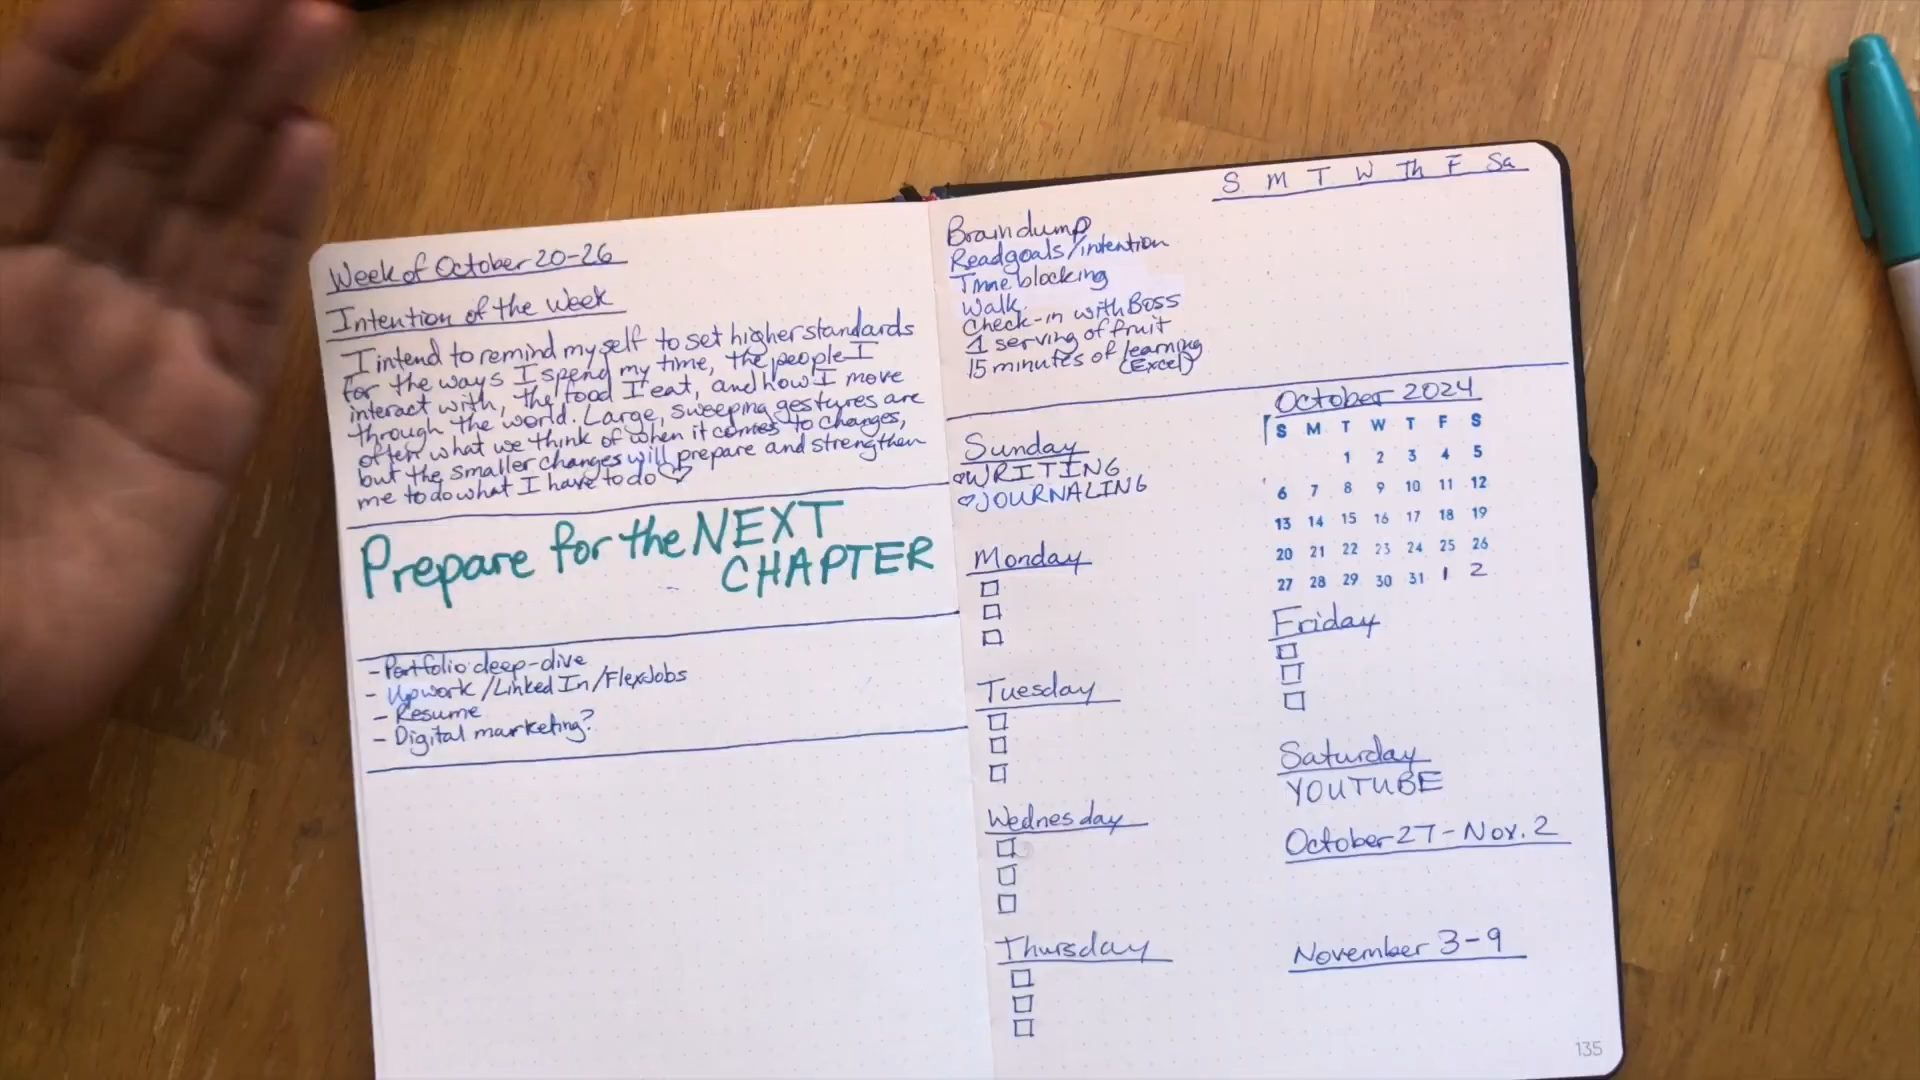 Week of October 20-26
Intention of the Week
I intend to remind myself to set higher standards
for the ways I spend my time, the people I
interact with, the food I eat, and how I move
through the world. Large, sweeping gestures are
often what we think of when it comes to changes,
but the smaller changes will prepare and strengthen
me to do what I have to do ♡
Prepare for the NEXT
CHAPTER
- Portfolio deep-dive
- Upwork/LinkedIn/FlexJobs
- Resume
- Digital marketing?
S M T W Th F Sa
Braindump
Read goals/intention
Time blocking
Walk
Check-in with Boss
1 serving of fruit
15 minutes of learning
(Excel)
Sunday
♡WRITING
♡JOURNALING
Monday
Tuesday
Wednesday
Thursday
October 2024
S M T W T F S
1 2 3 4 5
6 7 8 9 10 11 12
13 14 15 16 17 18 19
20 21 22 23 24 25 26
27 28 29 30 31 1 2
Friday
Saturday
YOUTUBE
October 27-Nov. 2
November 3-9
135